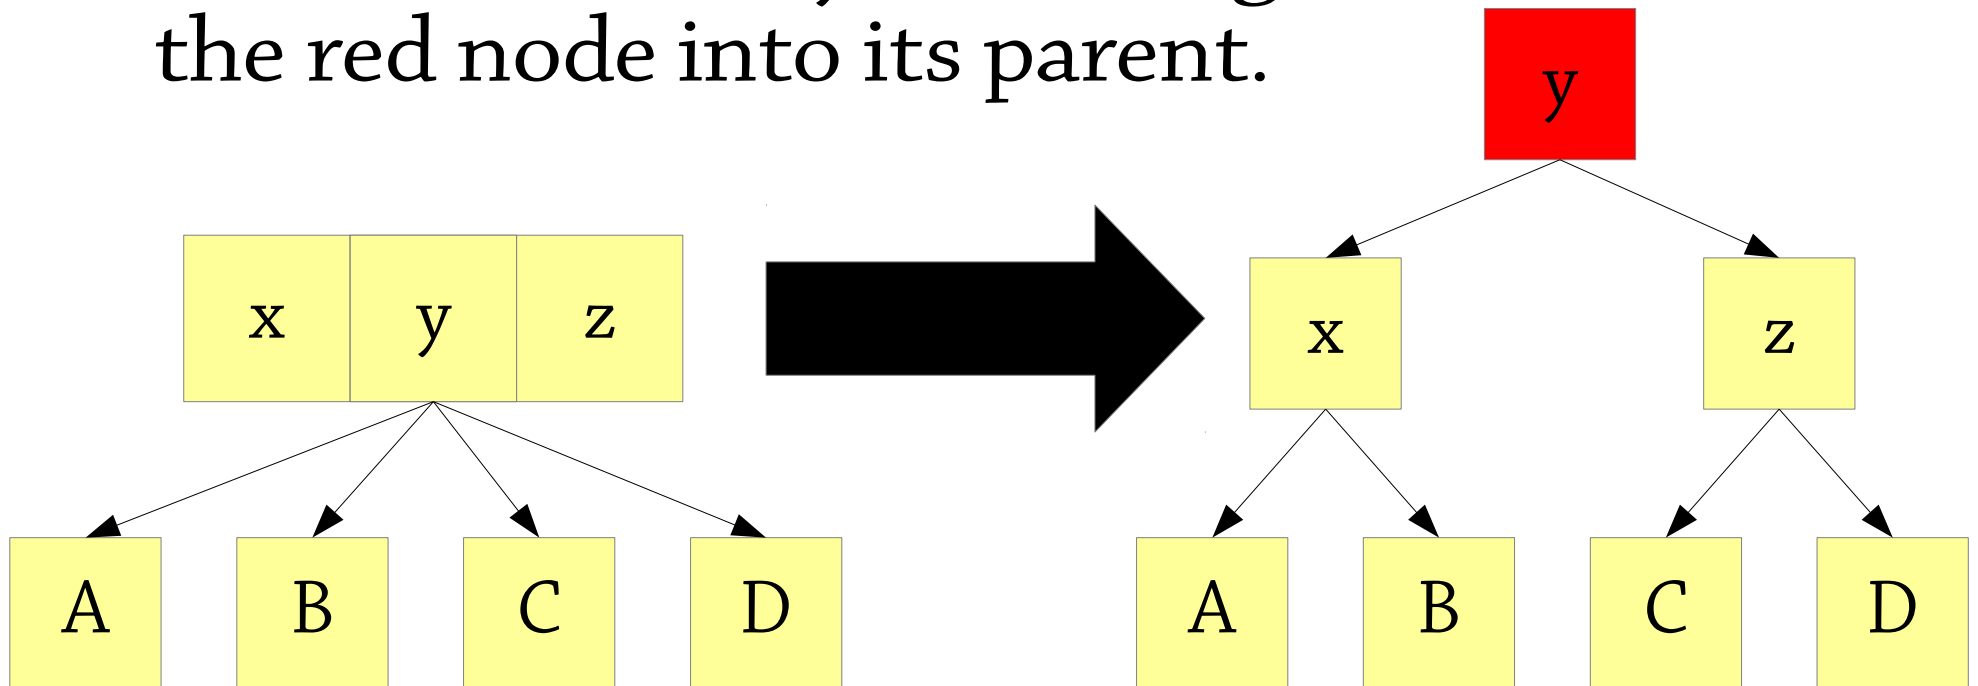 the red node into its parent.
y
x y z
x z
A B C D
A B C D